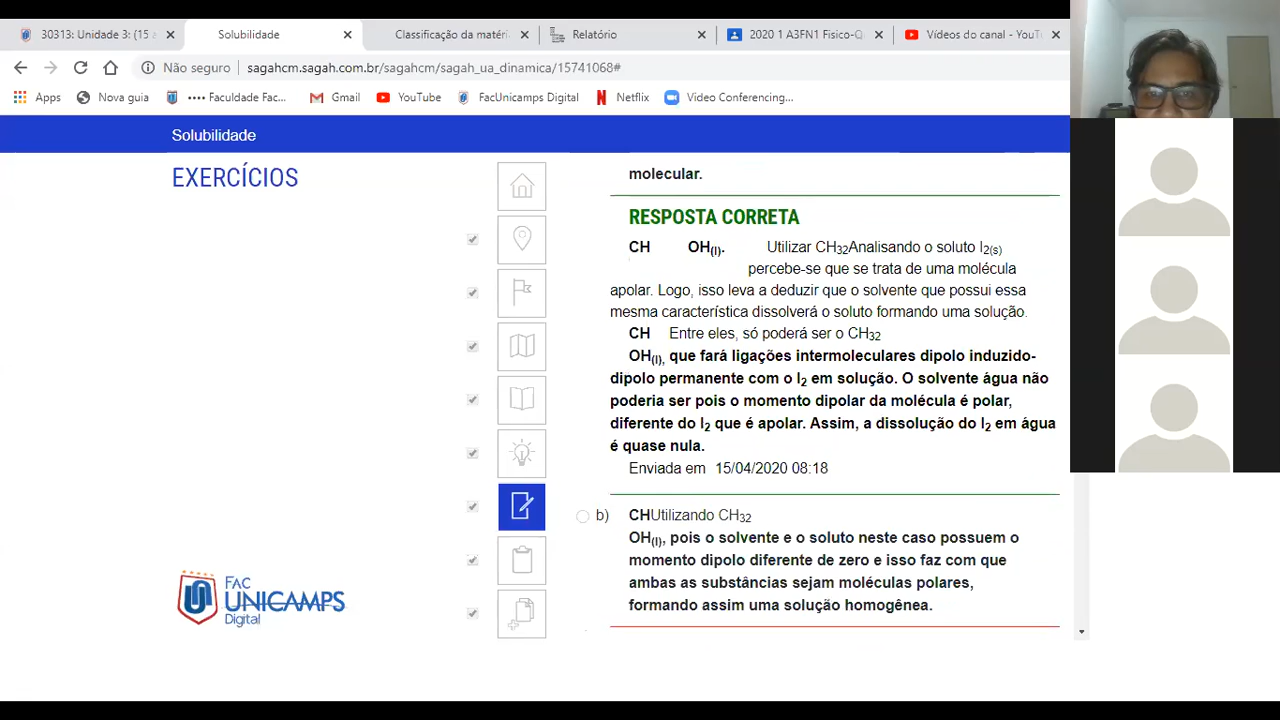 30313: Unidade 3: (15 a
Solubilidade
Classificação da matéri
Relatório
2020 1 A3FN1 Fisico-Q
Vídeos do canal - YouT
Não seguro
sagahcm.sagah.com.br/sagahcm/sagah_ua_dinamica/15741068#
Apps
Nova guia
•••• Faculdade Fac...
Gmail
YouTube
FacUnicamps Digital
Netflix
Video Conferencing...
Solubilidade
EXERCÍCIOS
molecular.
RESPOSTA CORRETA
CH OH(l). Utilizar CH32Analisando o soluto I2(s)
percebe-se que se trata de uma molécula
apolar. Logo, isso leva a deduzir que o solvente que possui essa
mesma característica dissolverá o soluto formando uma solução.
CH Entre eles, só poderá ser o CH32
OH(l), que fará ligações intermoleculares dipolo induzido-
dipolo permanente com o I2 em solução. O solvente água não
poderia ser pois o momento dipolar da molécula é polar,
diferente do I2 que é apolar. Assim, a dissolução do I2 em água
é quase nula.
Enviada em 15/04/2020 08:18
b) CHUtilizando CH32
OH(l), pois o solvente e o soluto neste caso possuem o
momento dipolo diferente de zero e isso faz com que
ambas as substâncias sejam moléculas polares,
formando assim uma solução homogênea.
FAC
UNICAMPS
Digital